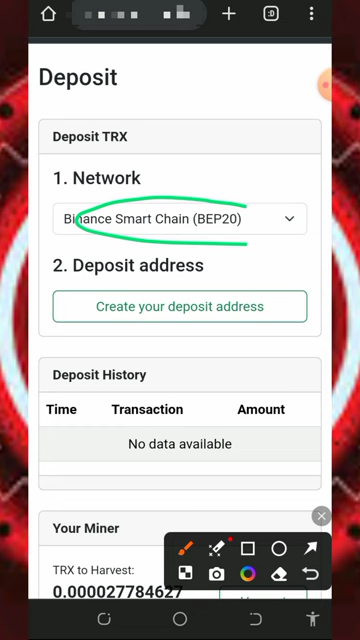 :D
Deposit
Deposit TRX
1. Network
Binance Smart Chain (BEP20)
2. Deposit address
Create your deposit address
Deposit History
Time Transaction Amount
No data available
Your Miner
TRX to Harvest:
0.000027784627